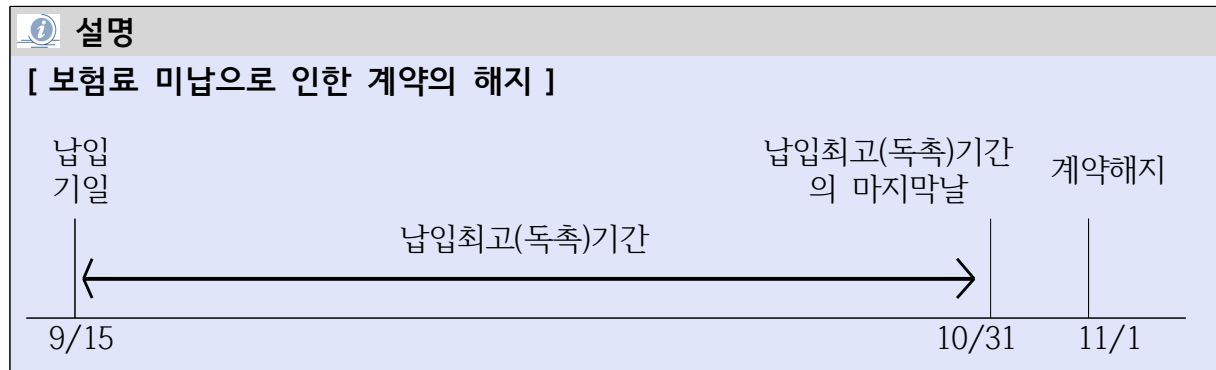 설명
[ 보험료 미납으로 인한 계약의 해지 ]
납입
기일
납입최고(독촉)기간
의 마지막날
계약해지
납입최고(독촉)기간
9/15
10/31
11/1